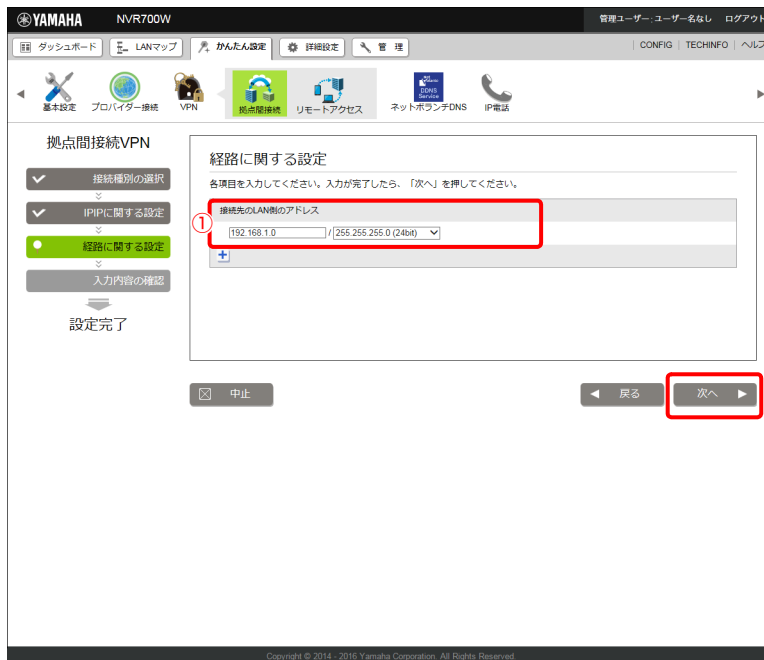 YAMAHA NVR700W 管理ユーザー:ユーザー名なし ログアウト
ダッシュボード LANマップ かんたん設定 詳細設定 管 理 CONFIG TECHINFO ヘルプ
基本設定 プロバイダー接続 VPN 拠点間接続 リモートアクセス Net Volante DDNS Service ネットボランチDNS IP電話
拠点間接続VPN
接続種別の選択
IPIPに関する設定
経路に関する設定
入力内容の確認
設定完了
経路に関する設定
各項目を入力してください。入力が完了したら、「次へ」を押してください。
①
接続先のLAN側のアドレス
192.168.1.0 / 255.255.255.0 (24bit)
中止 戻る 次へ
Copyright © 2014 - 2016 Yamaha Corporation. All Rights Reserved.